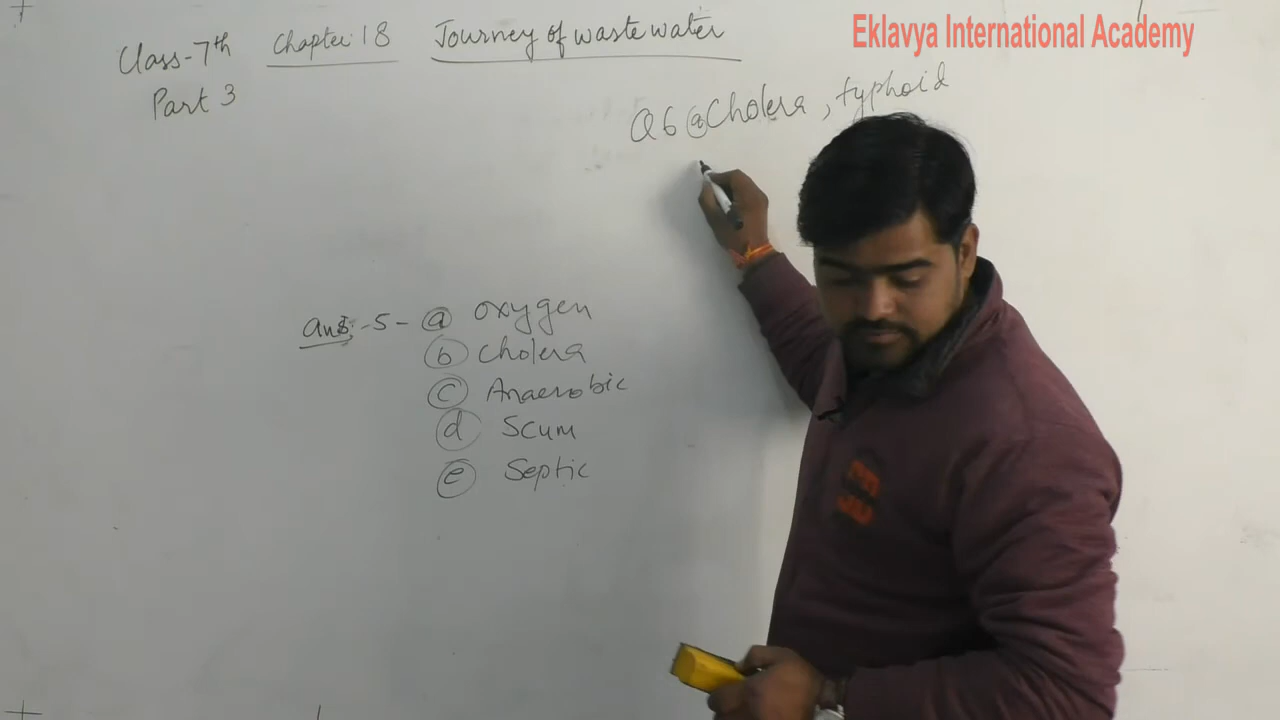 Eklavya International Academy
Class-7th Chapter 18 Journey of waste water
Part 3
Q6 (a) Cholera, typhoid
Ans:-5- (a) oxygen
(b) Cholera
(c) Anaerobic
(d) Scum
(e) Septic